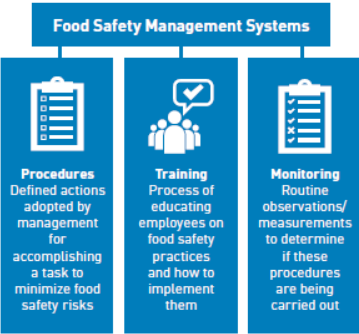 Food Safety Management Systems
Procedures
Defined actions
adopted by
management
for
accomplishing
a task to
minimize food
safety risks
Training
Process of
educating
employees on
food safety
practices
and how to
implement
them
Monitoring
Routine
observations/
measurements
to determine
if these
procedures
are being
carried out